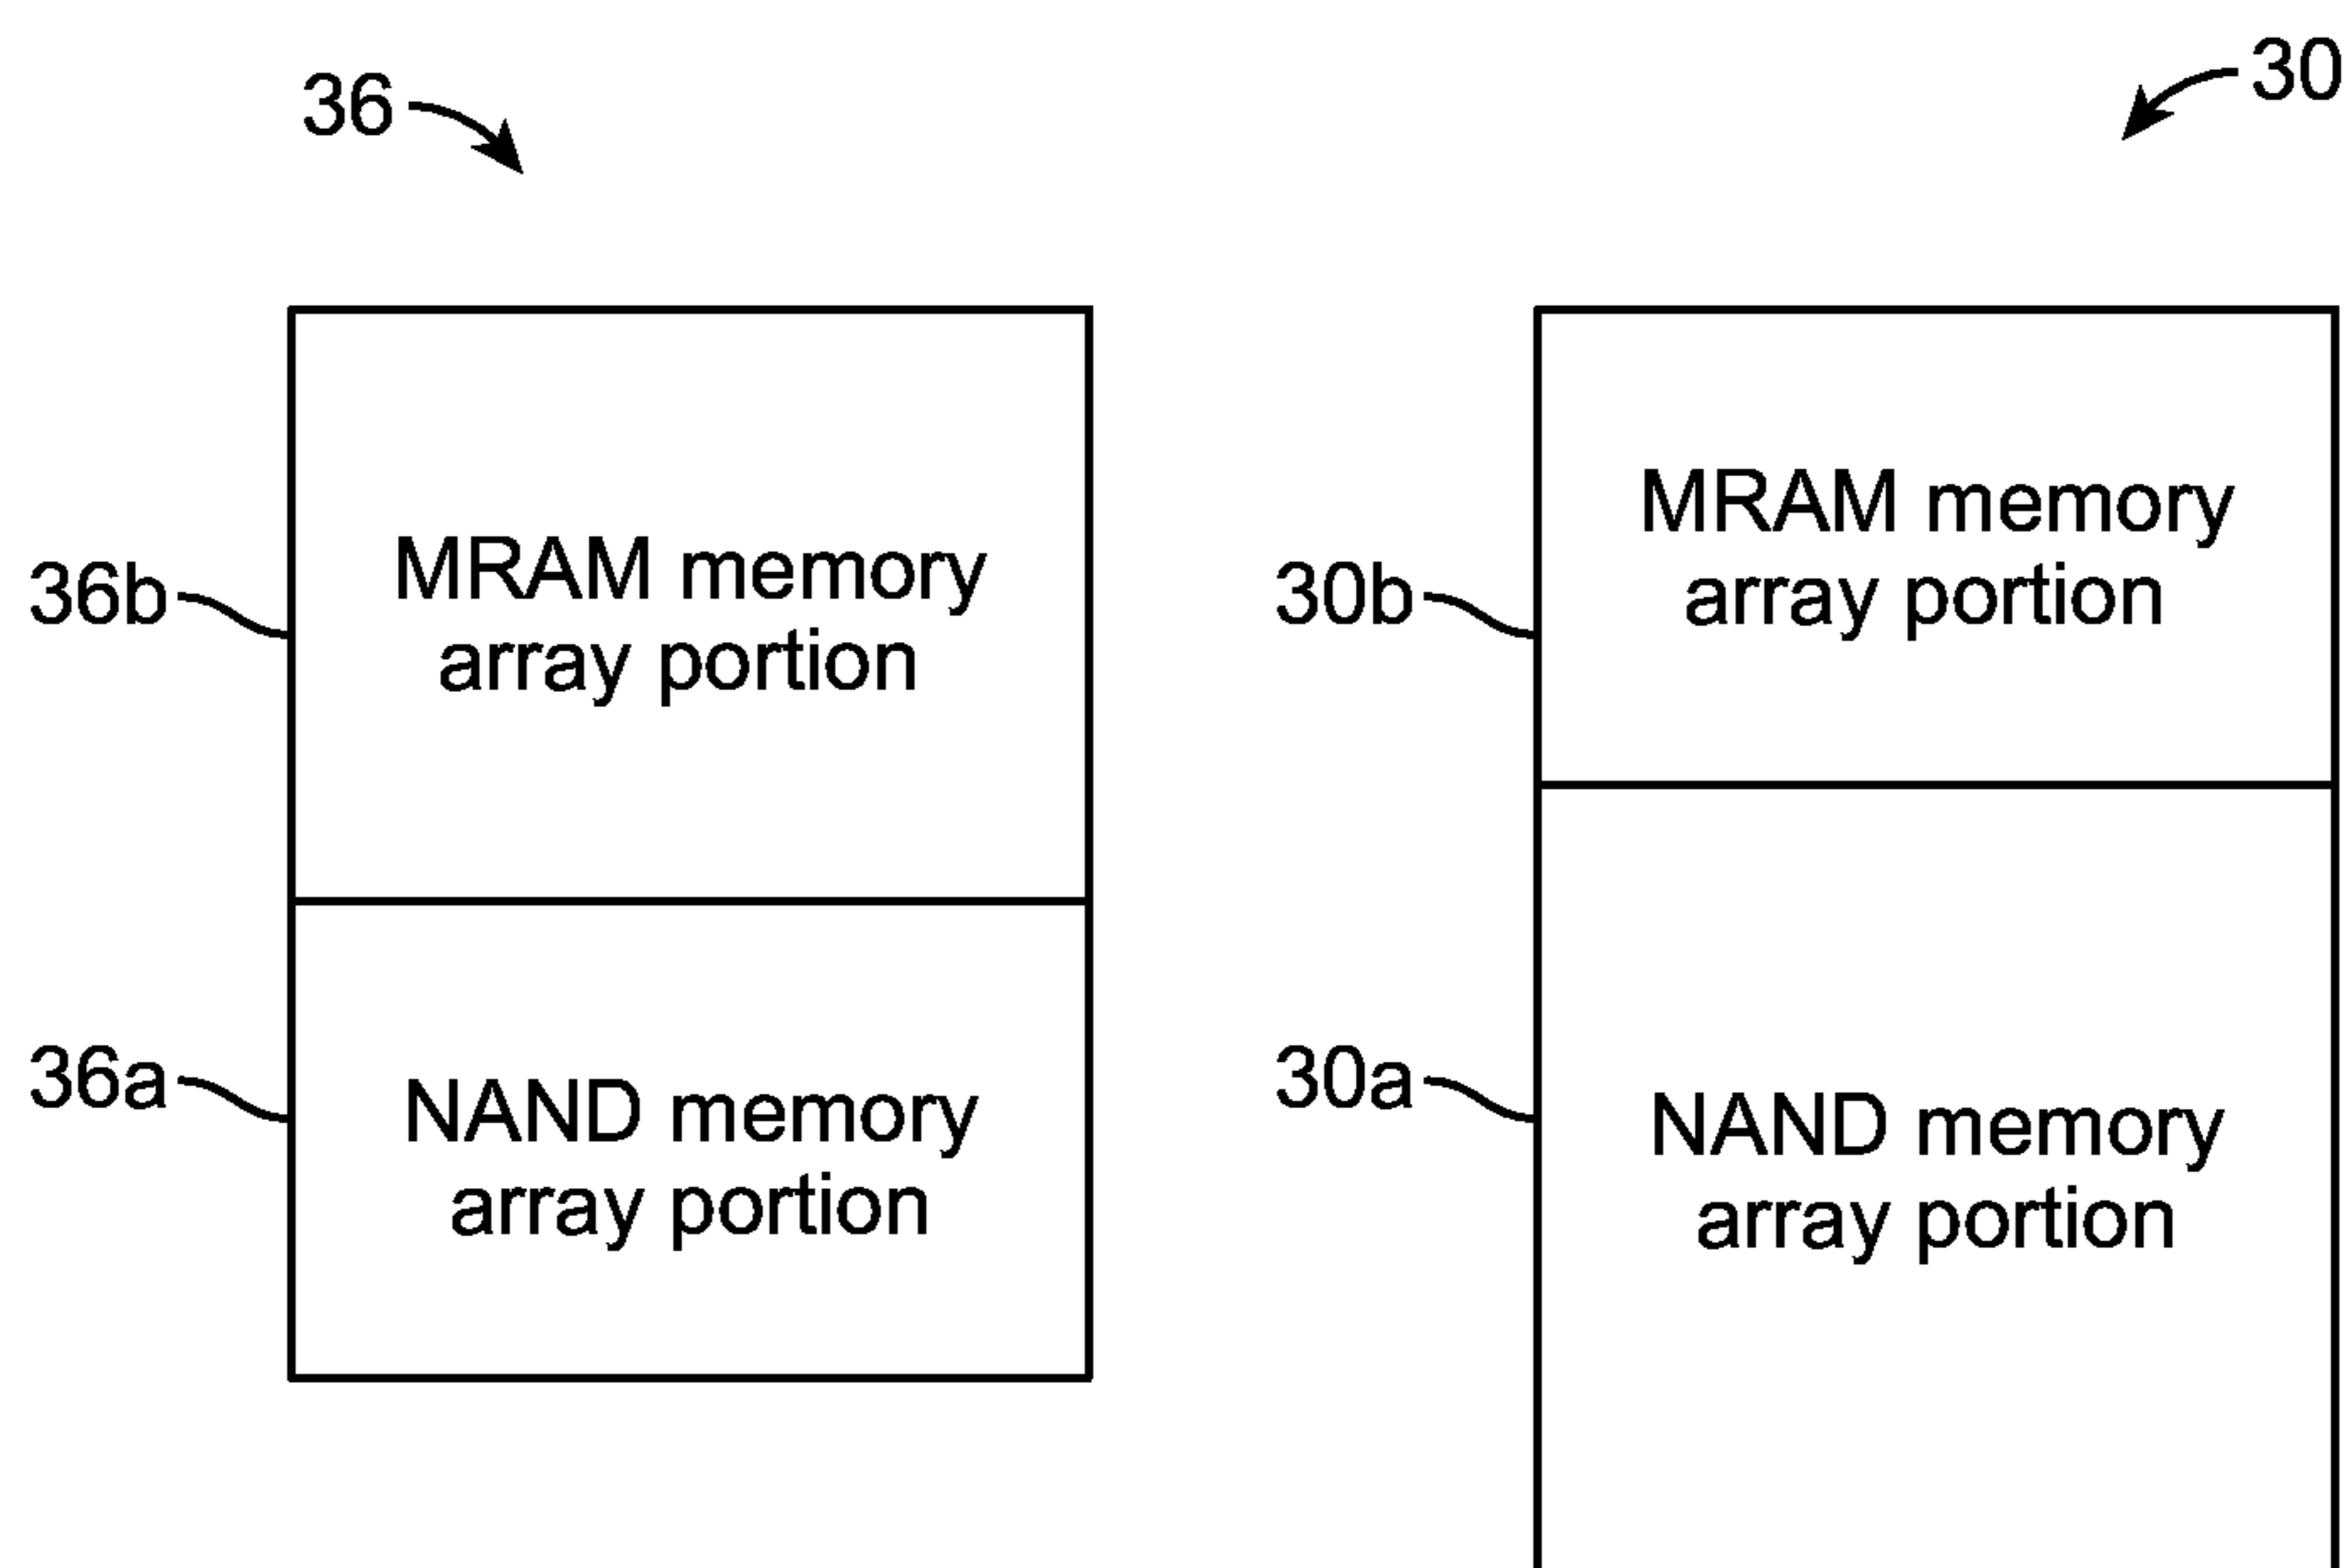 36
30
36b
MRAM memory
array portion
36a
NAND memory
array portion
30b
MRAM memory
array portion
30a
NAND memory
array portion